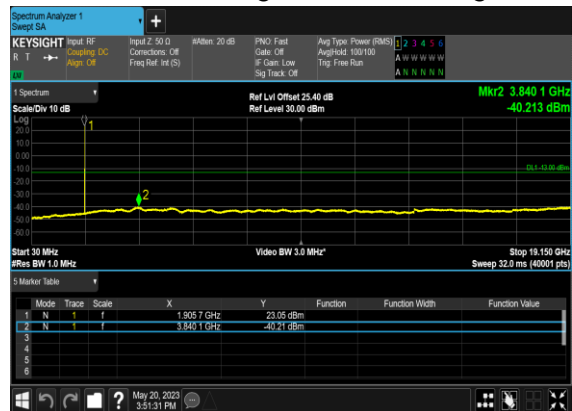 Spectrum Analyzer 1
Swept SA
+
KEYSIGHT Input: RF Input Z: 50 Ω #Atten: 20 dB PNO: Fast Avg Type: Power (RMS) 1 2 3 4 5 6
R T Coupling: DC Corrections: Off Gate: Off Avg|Hold: 100/100 A W W W W W
Align: Off Freq Ref: Int (S) IF Gain: Low Trig: Free Run
LW Sig Track: Off A N N N N N
1 Spectrum Ref Lvl Offset 25.40 dB Mkr2 3.840 1 GHz
Scale/Div 10 dB Ref Level 30.00 dBm -40.213 dBm
Log
1
20.0
10.0
0.00
-10.0 DL1 -13.00 dBm
-20.0
-30.0
2
-40.0
-50.0
-60.0
Start 30 MHz Video BW 3.0 MHz* Stop 19.150 GHz
#Res BW 1.0 MHz Sweep 32.0 ms (40001 pts)
5 Marker Table
Mode Trace Scale X Y Function Function Width Function Value
1 N 1 f 1.905 7 GHz 23.05 dBm
2 N 1 f 3.840 1 GHz -40.21 dBm
3
4
5
6
? May 20, 2023
3:51:31 PM